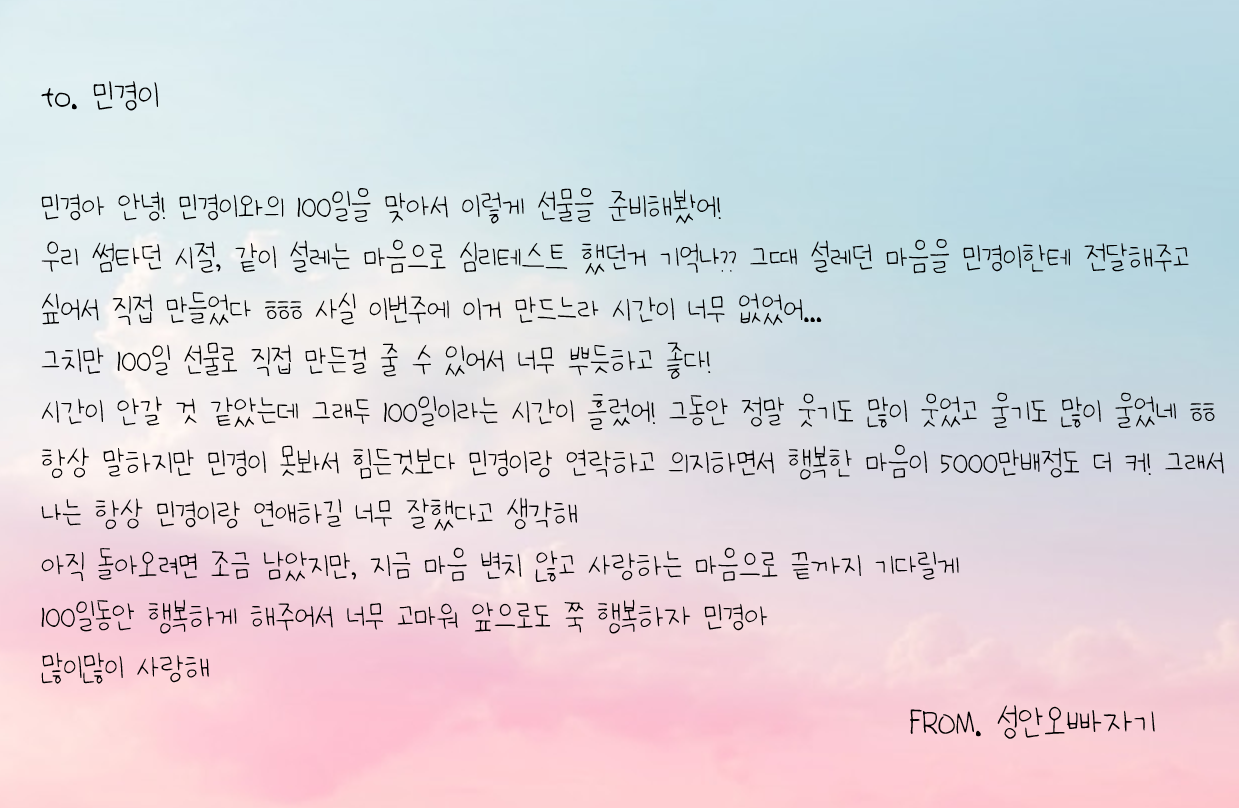 to. 민경이
민경아 안녕! 민경이와의 100일을 맞아서 이렇게 선물을 준비해봤어!
우리 썸타던 시절, 같이 설레는 마음으로 심리테스트 했던거 기억나?? 그때 설레던 마음을 민경이한테 전달해주고
싶어서 직접 만들었다 ㅎㅎㅎ 사실 이번주에 이거 만드느라 시간이 너무 없었어...
그치만 100일 선물로 직접 만든걸 줄 수 있어서 너무 뿌듯하고 좋다!
시간이 안갈 것 같았는데 그래두 100일이라는 시간이 흘렀어! 그동안 정말 웃기도 많이 웃었고 울기도 많이 울었네 ㅎㅎ
항상 말하지만 민경이 못봐서 힘든것보다 민경이랑 연락하고 의지하면서 행복한 마음이 5000만배정도 더 커! 그래서
나는 항상 민경이랑 연애하길 너무 잘했다고 생각해
아직 돌아오려면 조금 남았지만, 지금 마음 변치 않고 사랑하는 마음으로 끝까지 기다릴게
100일동안 행복하게 해주어서 너무 고마워 앞으로도 쭉 행복하자 민경아
많이많이 사랑해
FROM. 성안오빠자기